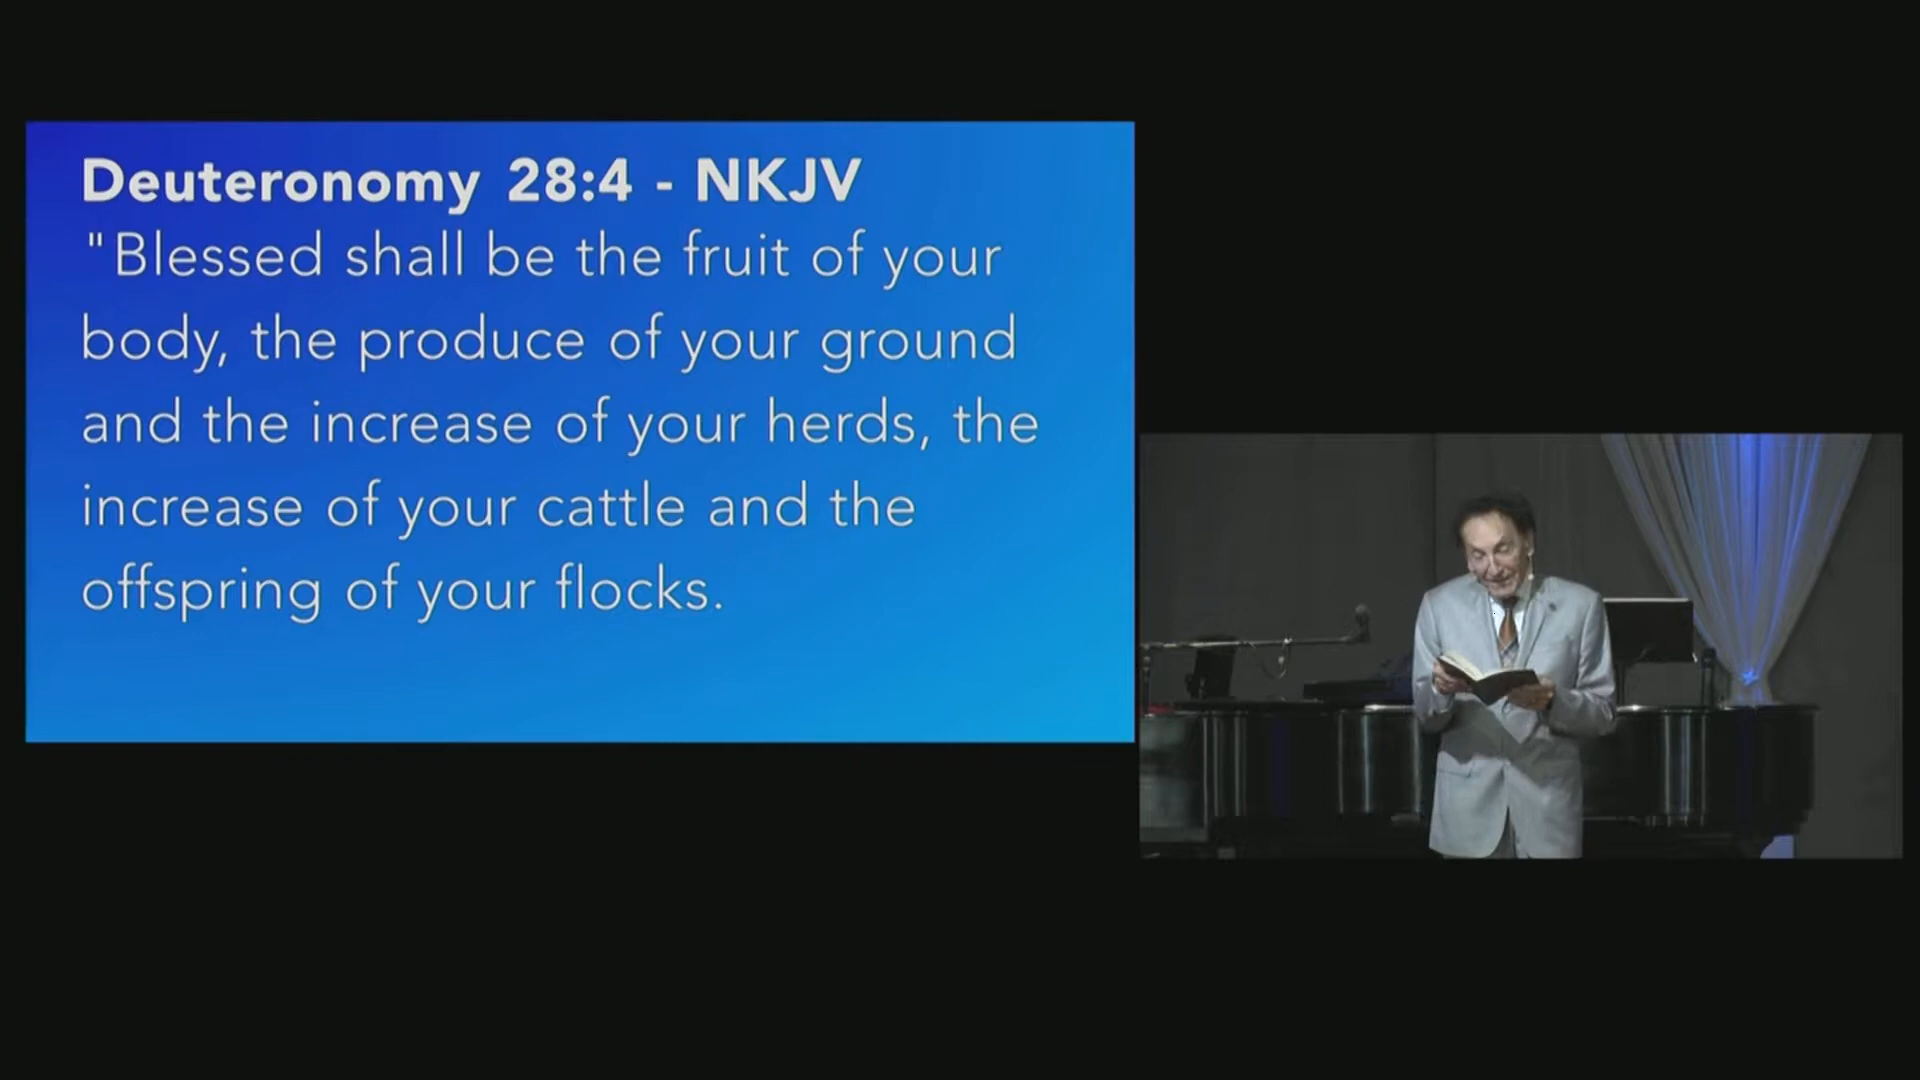 Deuteronomy 28:4 - NKJV
"Blessed shall be the fruit of your
body, the produce of your ground
and the increase of your herds, the
increase of your cattle and the
offspring of your flocks.